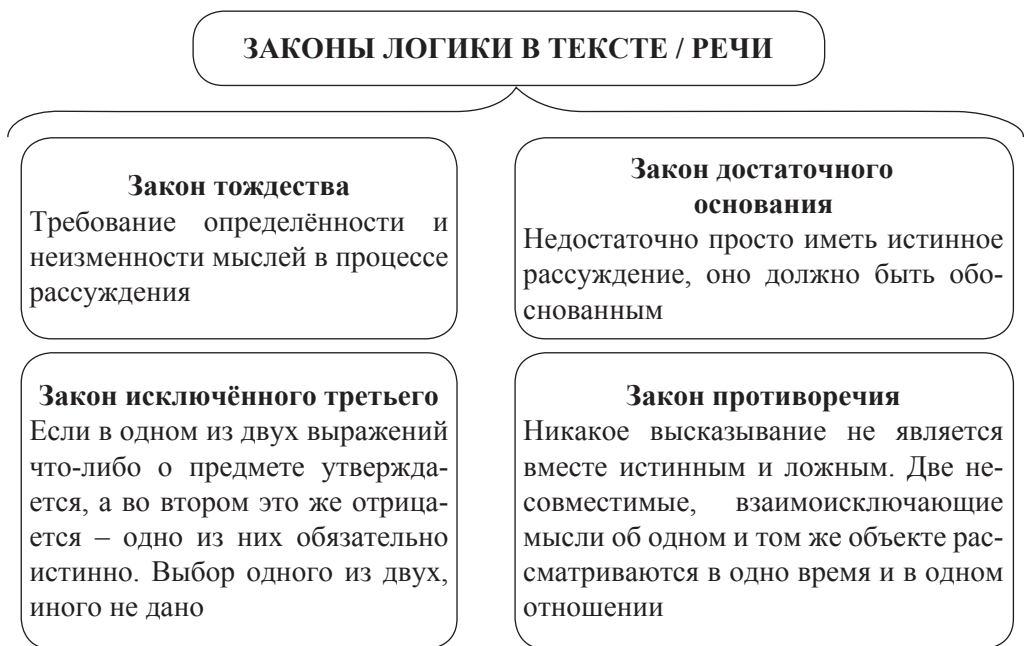 ЗАКОНЫ ЛОГИКИ В ТЕКСТЕ / РЕЧИ
Закон тождества
Требование определённости и
неизменности мыслей в процессе
рассуждения
Закон достаточного
основания
Недостаточно просто иметь истинное
рассуждение, оно должно быть обо-
снованным
Закон исключённого третьего
Если в одном из двух выражений
что-либо о предмете утвержда-
ется, а во втором это же отрица-
ется – одно из них обязательно
истинно. Выбор одного из двух,
иного не дано
Закон противоречия
Никакое высказывание не является
вместе истинным и ложным. Две не-
совместимые, взаимоисключающие
мысли об одном и том же объекте рас-
сматриваются в одно время и в одном
отношении